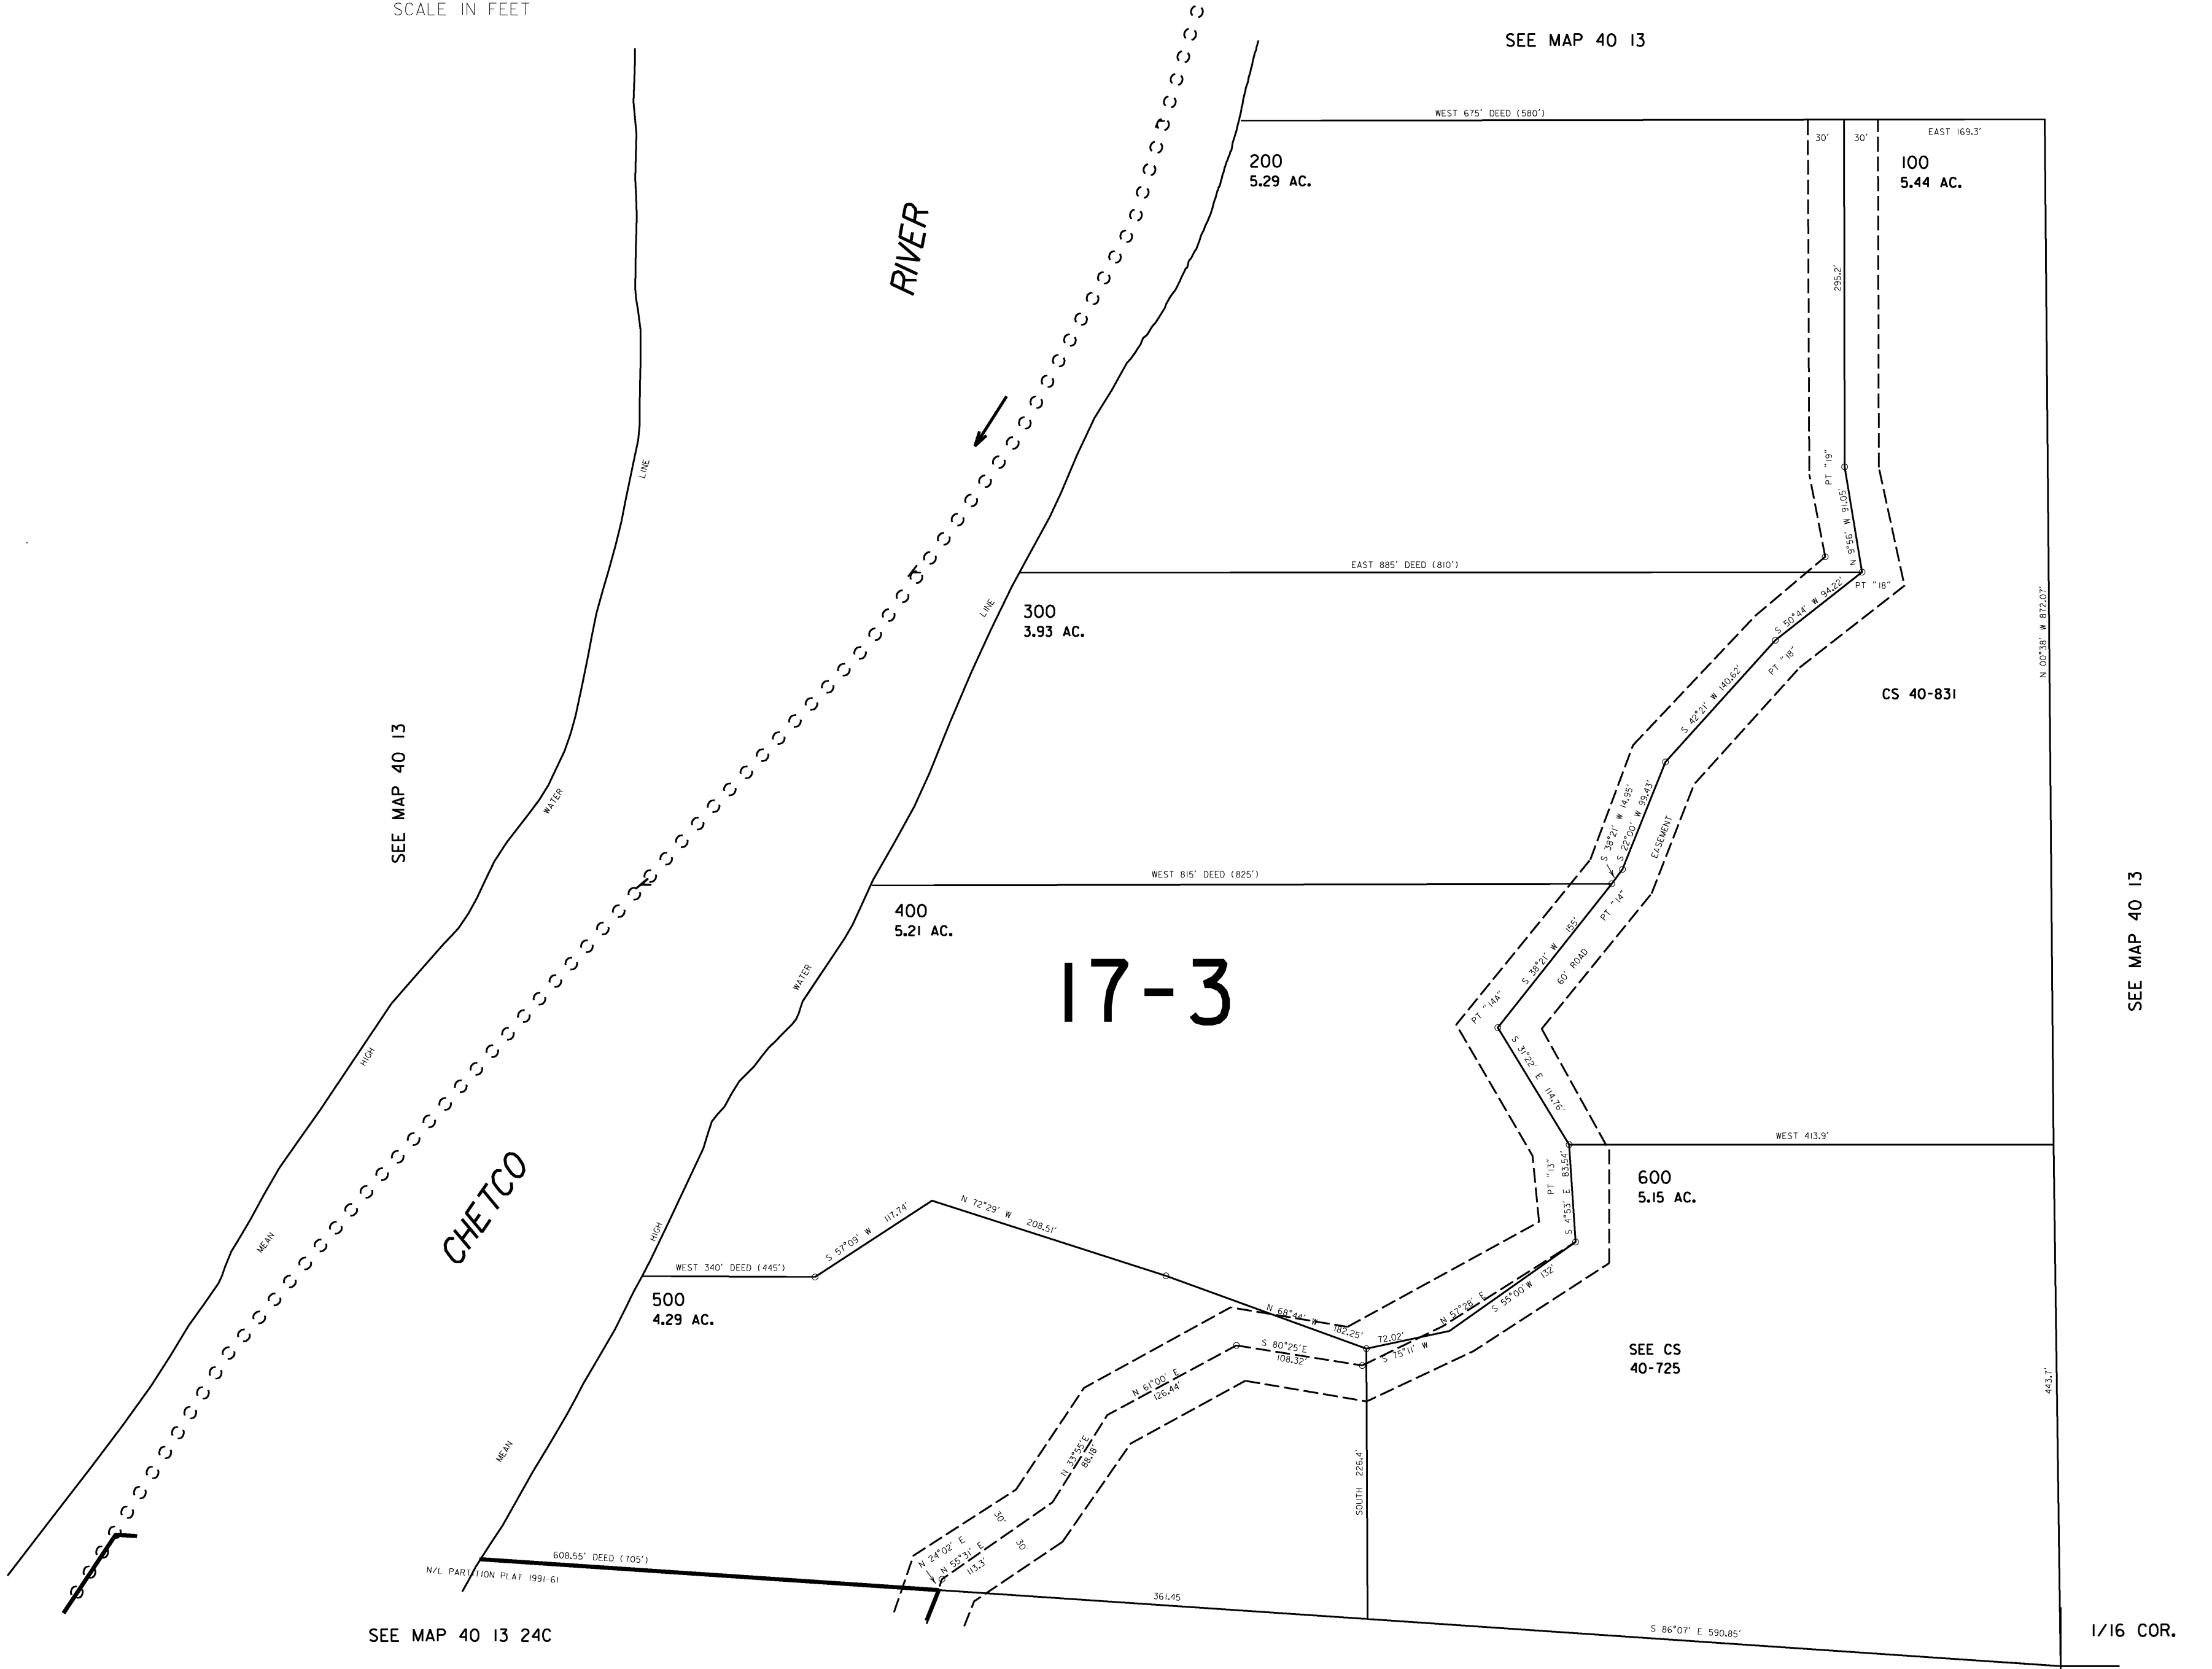 SCALE IN FEET
SEE MAP 40 13
WEST 675' DEED (580')
30'
30'
EAST 169.3'
200
5.29 AC.
100
5.44 AC.
RIVER
295.2'
LINE
PT "19"
N 9°56' W 91.05'
EAST 885' DEED (810')
PT "18"
S 50°44' W 94.22'
300
3.93 AC.
LINE
N 00°38' W 872.07'
PT "18"
S 42°21' W 140.62'
CS 40-831
SEE MAP 40 13
WATER
S 38°21' W 14.95'
S 22°00' W 99.43'
EASEMENT
WEST 815' DEED (825')
SEE MAP 40 13
400
5.21 AC.
PT "14"
S 38°21' W 155'
60' ROAD
17-3
WATER
PT "14A"
HIGH
S 31°22' E 114.76'
WEST 413.9'
CHETCO
PT "13"
S 4°53' E 83.54'
600
5.15 AC.
MEAN
HIGH
S 57°09' W 117.74'
N 72°29' W 208.51'
WEST 340' DEED (445')
500
4.29 AC.
N 68°44' W 182.25'
N 57°28' E
S 55°00' W 132'
72.02'
S 75°11' W
S 80°25'E
108.32'
SEE CS
40-725
N 61°00' E
126.44'
443.7'
MEAN
N 33°55'E
88.18'
SOUTH 226.4'
30'
30'
N 24°02' E
N 55°31' E
113.3'
608.55' DEED (705')
N/L PARTITION PLAT 1991-61
361.45
S 86°07' E 590.85'
SEE MAP 40 13 24C
1/16 COR.